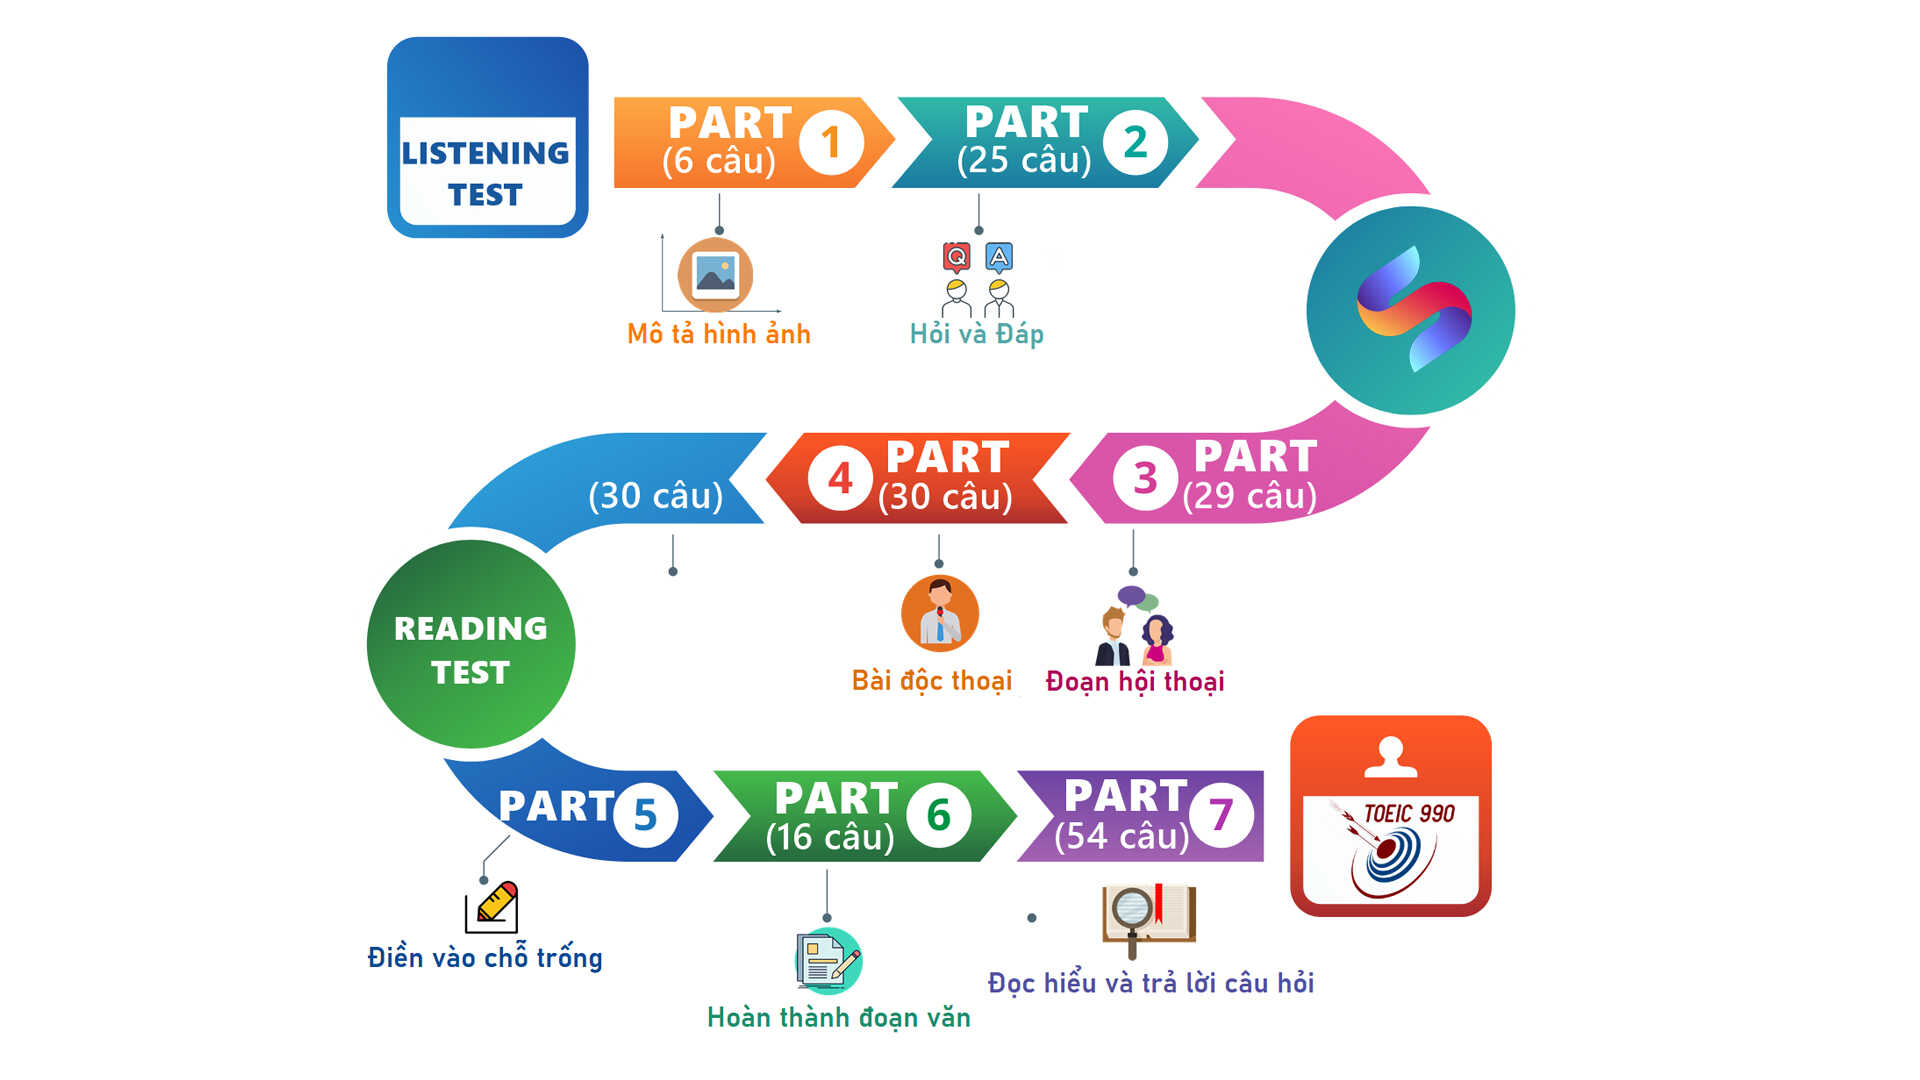 LISTENING
TEST
PART 1
(6 câu)
PART 2
(25 câu)
Q A
Mô tả hình ảnh
Hỏi và Đáp
3 PART
(29 câu)
4 PART
(30 câu)
(30 câu)
Đoạn hội thoại
Bài độc thoại
READING
TEST
PART 5
PART 6
(16 câu)
PART 7
(54 câu)
TOEIC 990
Điền vào chỗ trống
Hoàn thành đoạn văn
Đọc hiểu và trả lời câu hỏi